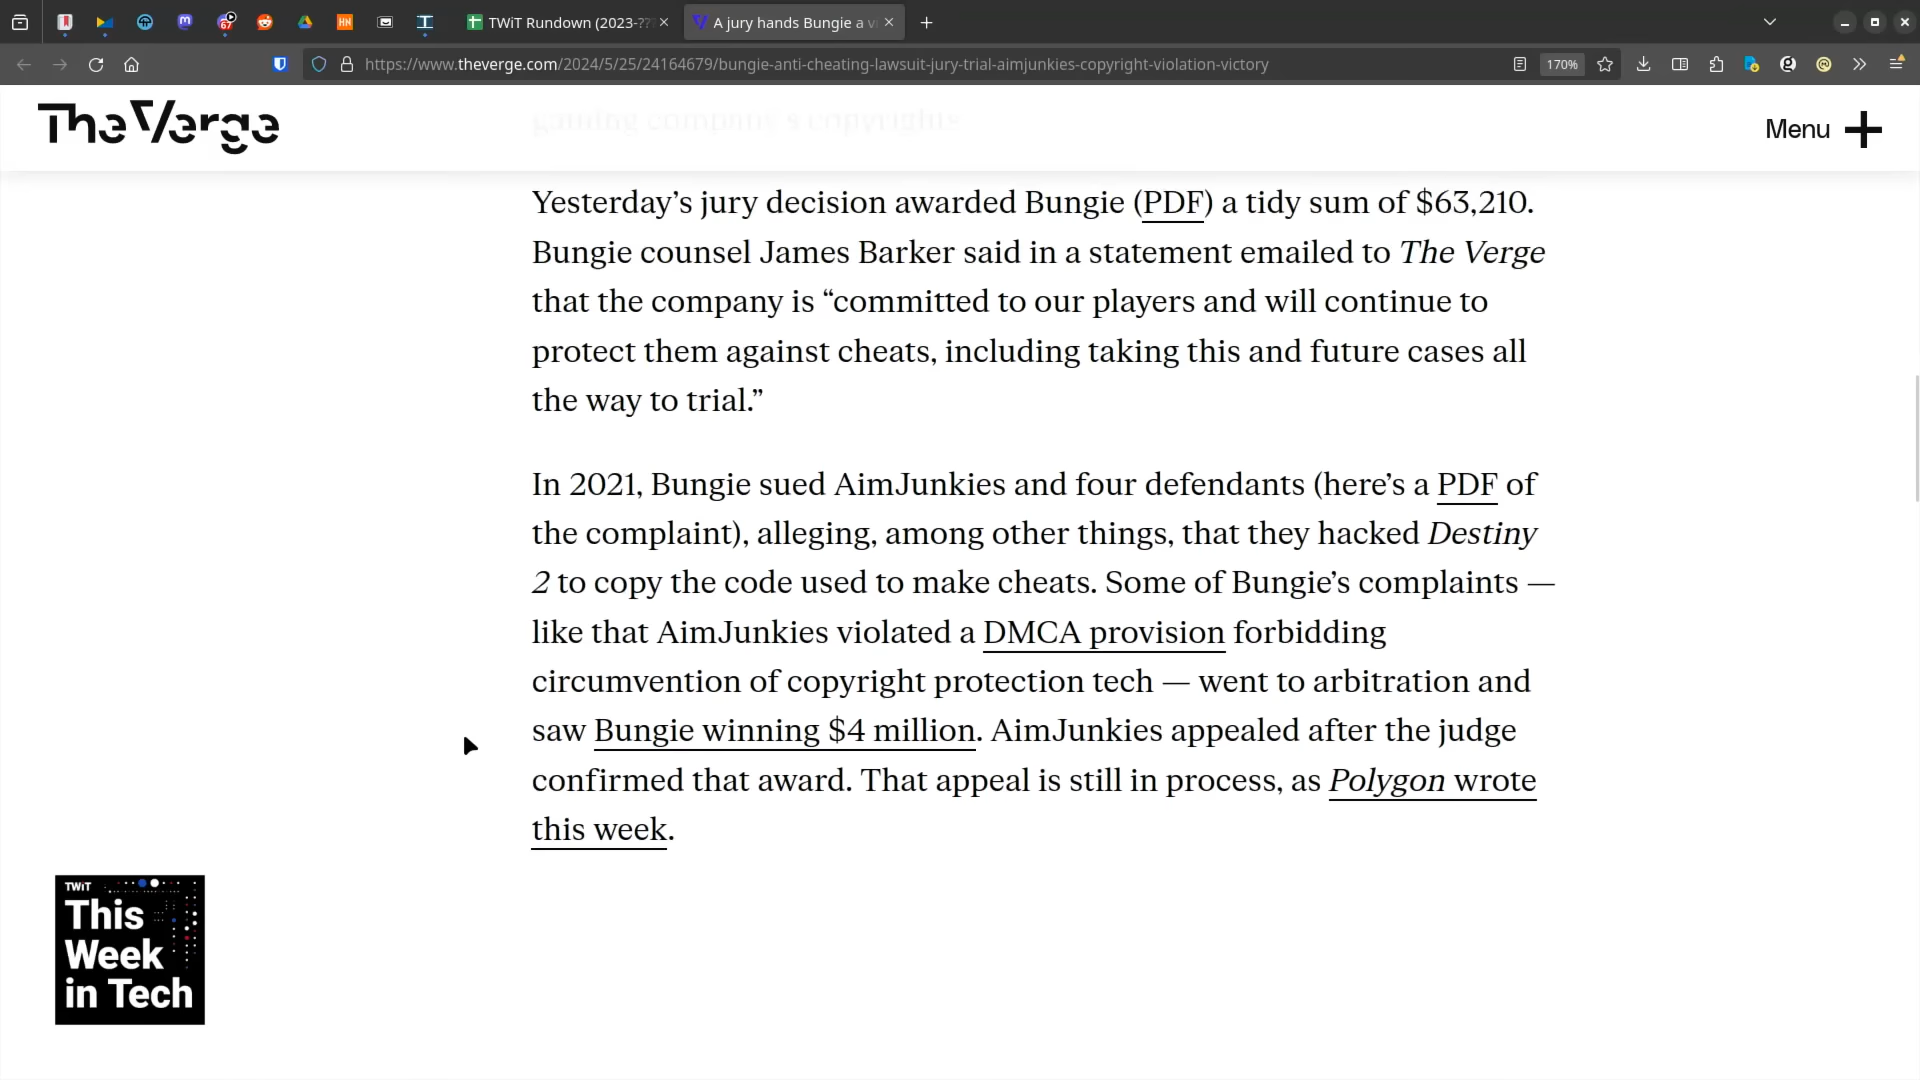 67
HN
TWiT Rundown (2023-???
A jury hands Bungie a vi
https://www.theverge.com/2024/5/25/24164679/bungie-anti-cheating-lawsuit-jury-trial-aimjunkies-copyright-violation-victory
170%
The Verge
Menu
gaming company's copyrights
Yesterday’s jury decision awarded Bungie (PDF) a tidy sum of $63,210.
Bungie counsel James Barker said in a statement emailed to The Verge
that the company is “committed to our players and will continue to
protect them against cheats, including taking this and future cases all
the way to trial.”
In 2021, Bungie sued AimJunkies and four defendants (here’s a PDF of
the complaint), alleging, among other things, that they hacked Destiny
2 to copy the code used to make cheats. Some of Bungie’s complaints —
like that AimJunkies violated a DMCA provision forbidding
circumvention of copyright protection tech — went to arbitration and
saw Bungie winning $4 million. AimJunkies appealed after the judge
confirmed that award. That appeal is still in process, as Polygon wrote
this week.
TWiT
This
Week
in Tech